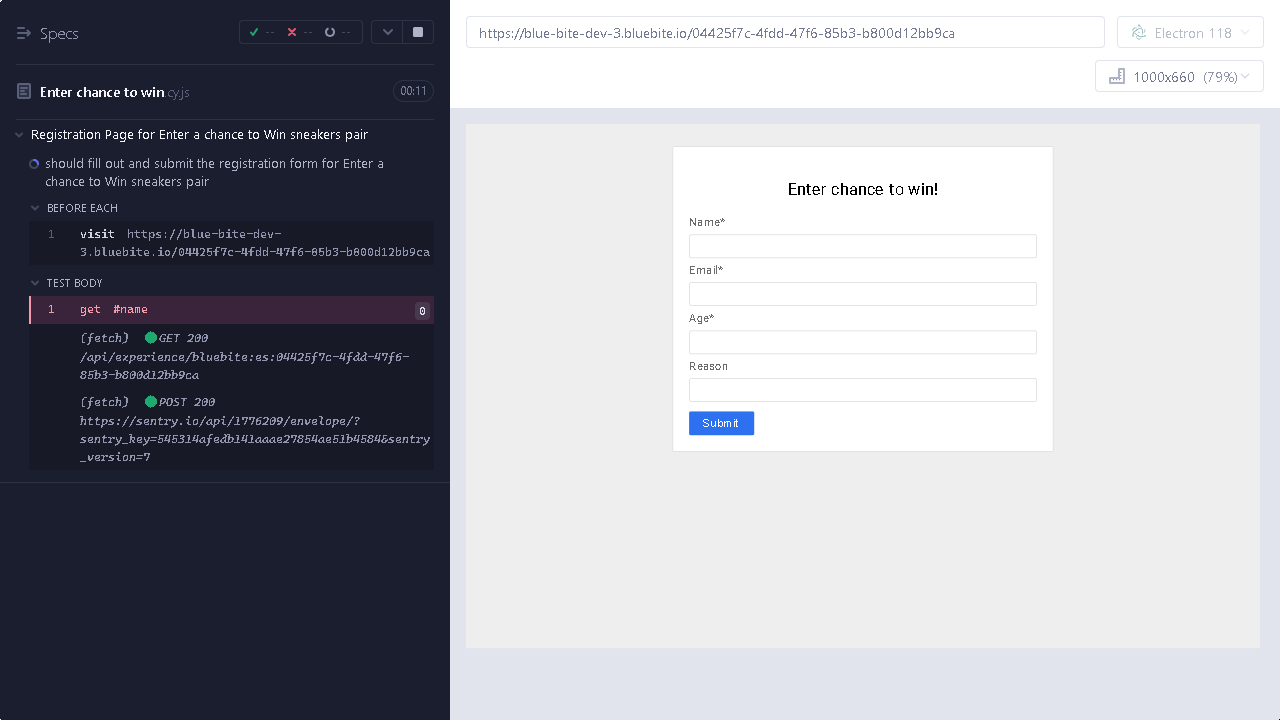 Specs
-- -- --
Enter chance to win.cy.js
00:11
Registration Page for Enter a chance to Win sneakers pair
should fill out and submit the registration form for Enter a
chance to Win sneakers pair
BEFORE EACH
1 visit https://blue-bite-dev-
3.bluebite.io/04425f7c-4fdd-47f6-85b3-b800d12bb9ca
TEST BODY
1 get #name 0
(fetch) GET 200
/api/experience/bluebite:es:04425f7c-4fdd-47f6-
85b3-b800d12bb9ca
(fetch) POST 200
https://sentry.io/api/1776209/envelope/?
sentry_key=545314afedb141aaae27854ae51b4584&sentry
_version=7
https://blue-bite-dev-3.bluebite.io/04425f7c-4fdd-47f6-85b3-b800d12bb9ca
Electron 118
1000x660 (79%)
Enter chance to win!
Name*
Email*
Age*
Reason
Submit